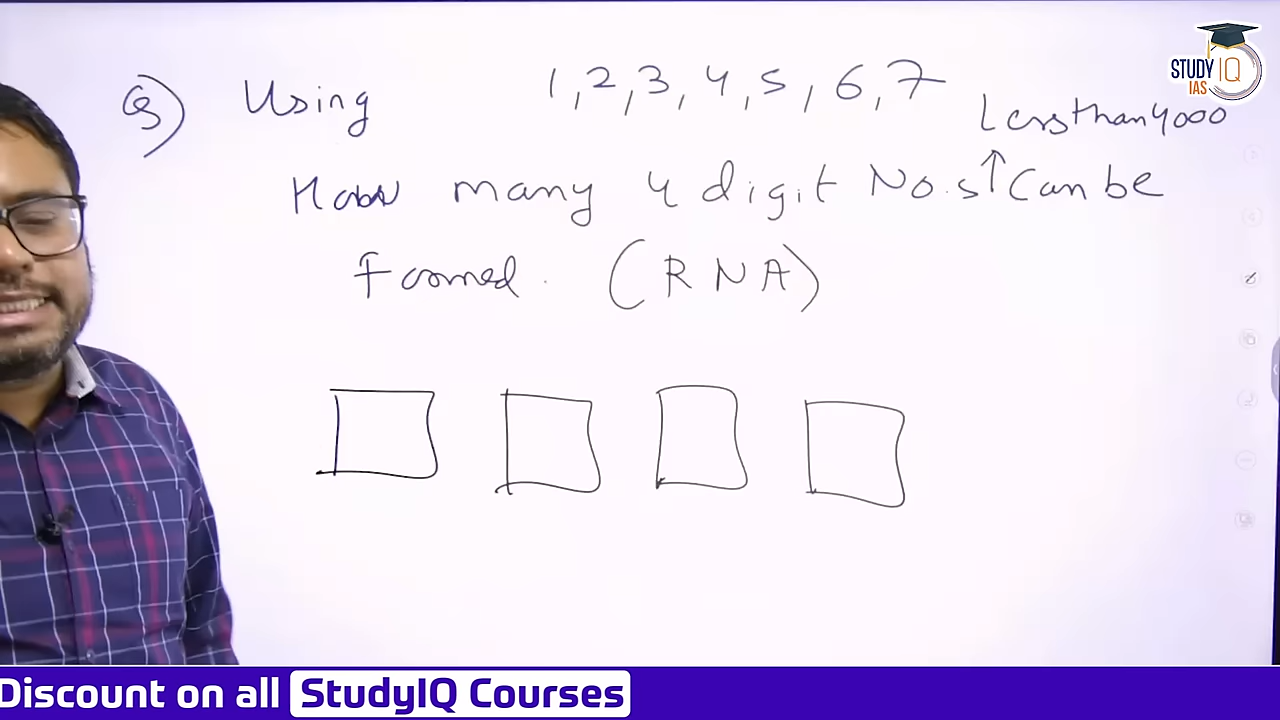 Q) Using 1, 2, 3, 4, 5, 6, 7
Less than 4000
How many 4 digit No.s ↑ Can be
Formed. (RNA)
STUDY IQ
IAS
Discount on all StudyIQ Courses